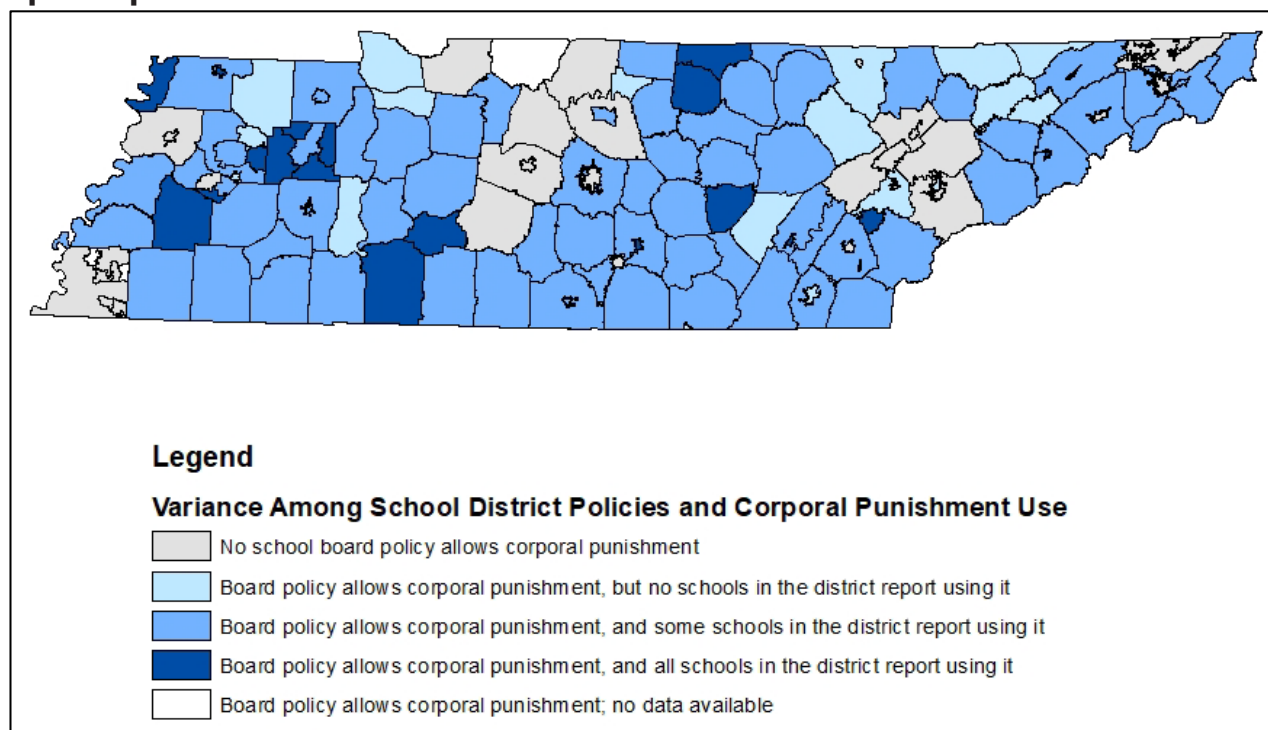 Legend
Variance Among School District Policies and Corporal Punishment Use
No school board policy allows corporal punishment
Board policy allows corporal punishment, but no schools in the district report using it
Board policy allows corporal punishment, and some schools in the district report using it
Board policy allows corporal punishment, and all schools in the district report using it
Board policy allows corporal punishment; no data available